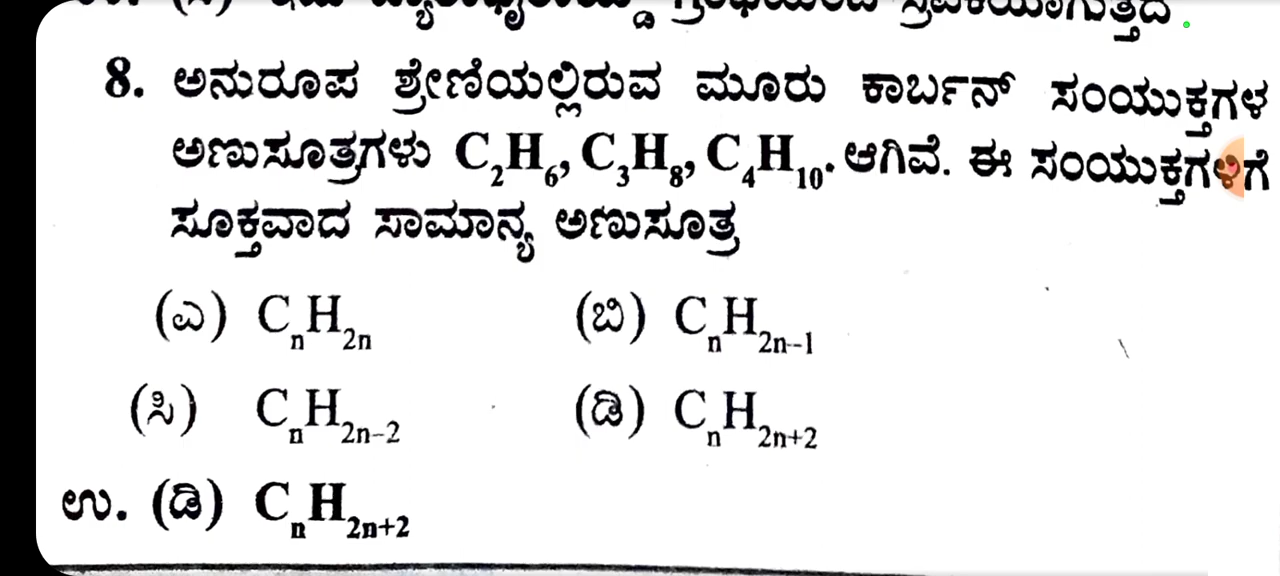 8. ಅನುರೂಪ ಶ್ರೇಣಿಯಲ್ಲಿರುವ ಮೂರು ಕಾರ್ಬನ್ ಸಂಯುಕ್ತಗಳ
ಅಣುಸೂತ್ರಗಳು C₂H₆, C₃H₈, C₄H₁₀. ಆಗಿವೆ. ಈ ಸಂಯುಕ್ತಗಳಿಗೆ
ಸೂಕ್ತವಾದ ಸಾಮಾನ್ಯ ಅಣುಸೂತ್ರ
(ಎ) CₙH₂ₙ (ಬಿ) CₙH₂ₙ₋₁
(ಸಿ) CₙH₂ₙ₋₂ (ಡಿ) CₙH₂ₙ₊₂
ಉ. (ಡಿ) CₙH₂ₙ₊₂